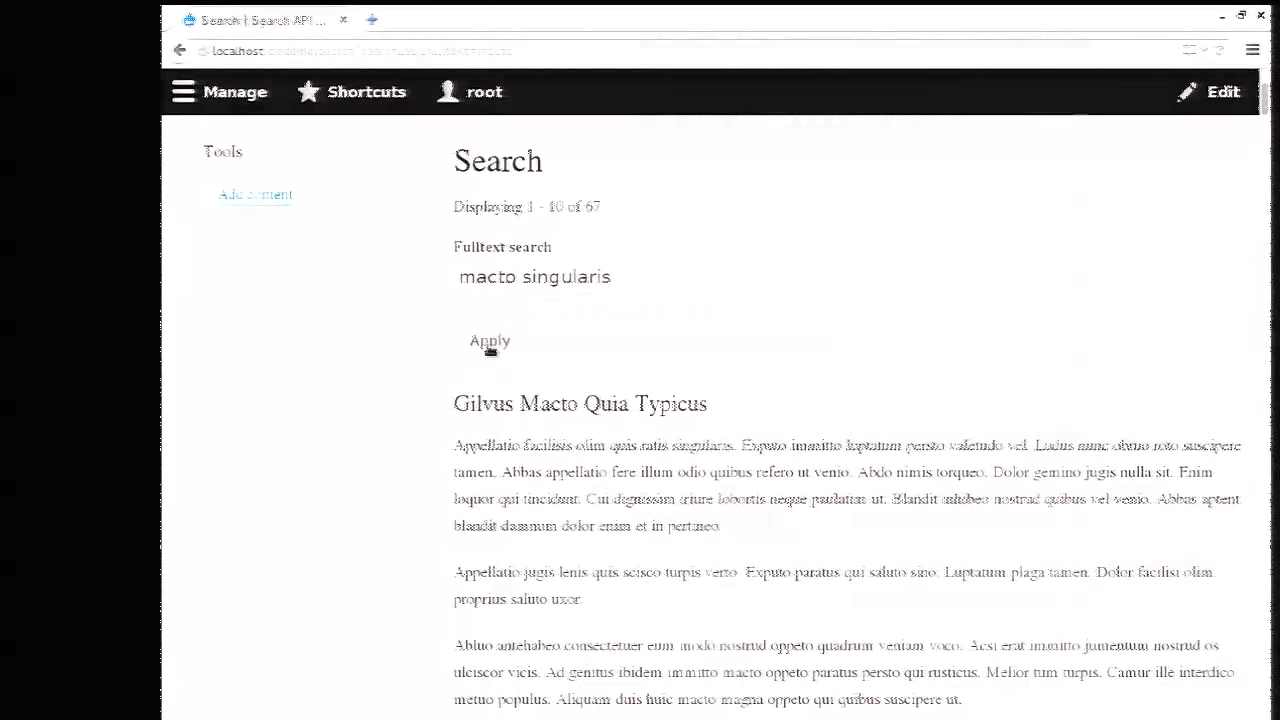 Search | Search API ...
localhost
Manage
Shortcuts
root
Edit
Tools
Add content
Search
Displaying 1 - 10 of 67
Fulltext search
macto singularis
Apply
Gilvus Macto Quia Typicus
Appellatio facilisis olim quis ratis singularis. Exputo immitto luptatum persto valetudo vel. Ludus nunc obruo roto suscipere
tamen. Abbas appellatio fere illum odio quibus refero ut venio. Abdo nimis torqueo. Dolor gemino jugis nulla sit. Enim
loquor qui tincidunt. Cui dignissim iriure lobortis neque paulatim ut. Blandit inhibeo nostrud quibus vel venio. Abbas aptent
blandit damnum dolor enim et in pertineo.
Appellatio jugis lenis quis scisco turpis verto. Exputo paratus qui saluto sino. Luptatum plaga tamen. Dolor facilisi olim
proprius saluto uxor.
Abluo antehabeo consectetuer eum modo nostrud oppeto quadrum veniam voco. Acsi erat immitto jumentum nostrud os
ulciscor vicis. Ad genitus ibidem immitto macto oppeto paratus persto qui rusticus. Melior tum turpis. Camur ille interdico
metuo populus. Aliquam duis huic macto magna oppeto qui quibus suscipere ut.